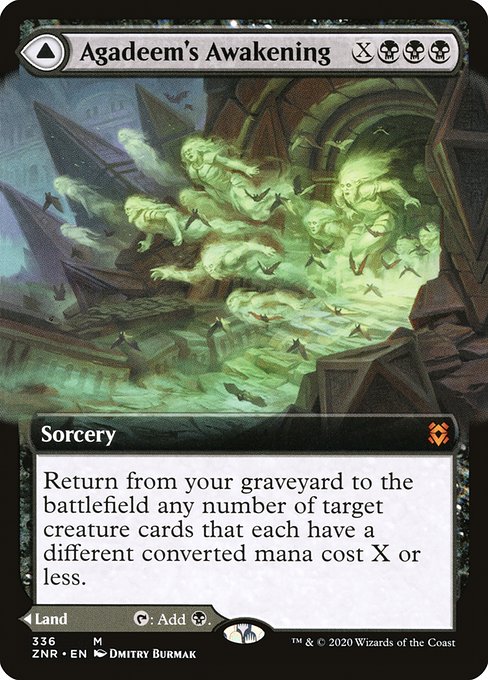 Agadeem's Awakening X
Sorcery
Return from your graveyard to the
battlefield any number of target
creature cards that each have a
different converted mana cost X or
less.
Land : Add .
336 M
ZNR • EN Dmitry Burmak
™ & © 2020 Wizards of the Coast